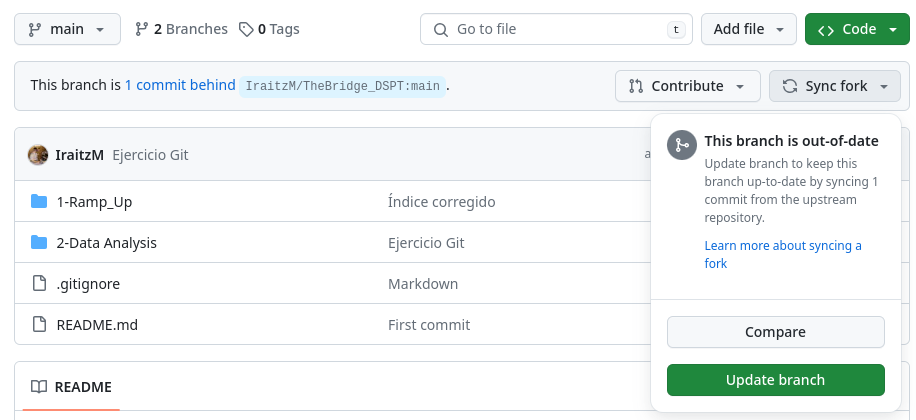 main
2 Branches
0 Tags
Go to file
t
Add file
Code
This branch is 1 commit behind IraitzM/TheBridge_DSPT:main.
Contribute
Sync fork
This branch is out-of-date
Update branch to keep this
branch up-to-date by syncing 1
commit from the upstream
repository.
Learn more about syncing a
fork
Compare
Update branch
IraitzM Ejercicio Git
1-Ramp_Up Índice corregido
2-Data Analysis Ejercicio Git
.gitignore Markdown
README.md First commit
README